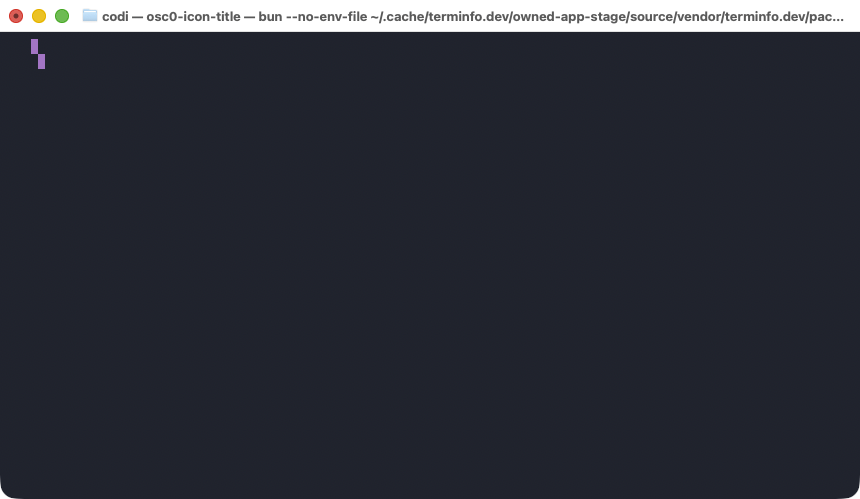 codi — osc0-icon-title — bun --no-env-file ~/.cache/terminfo.dev/owned-app-stage/source/vendor/terminfo.dev/pac...